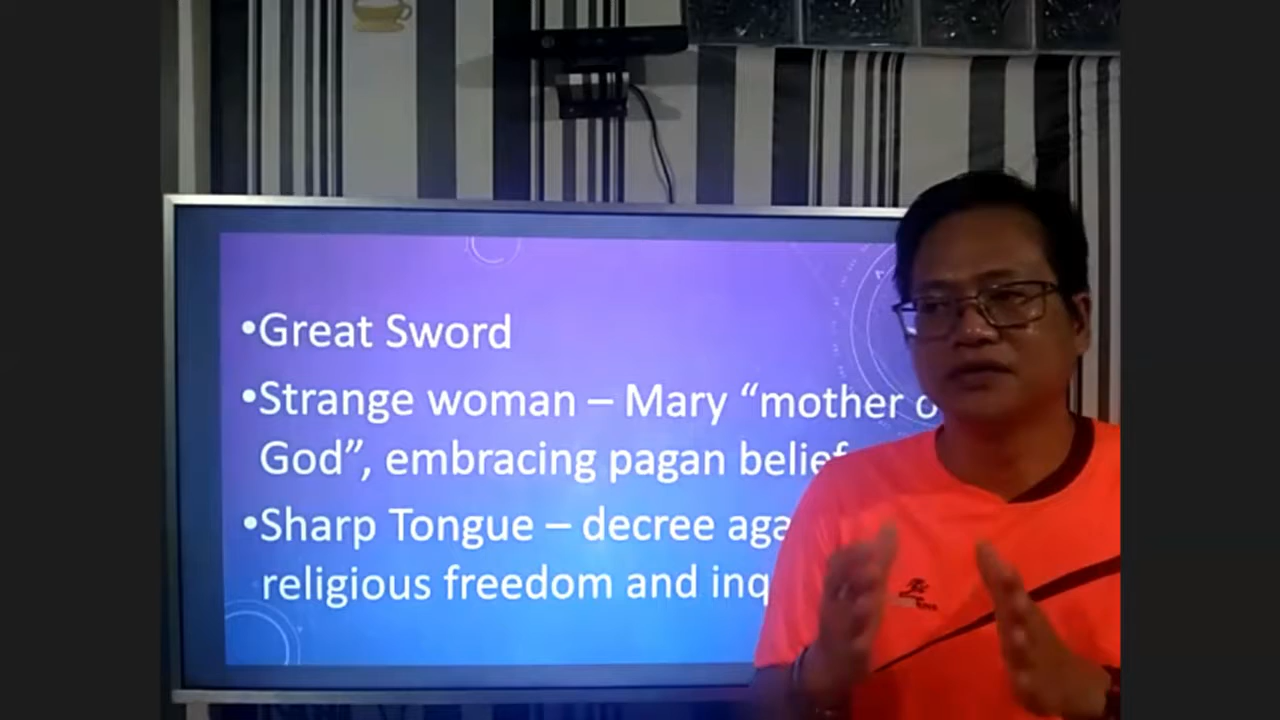 •Great Sword
•Strange woman – Mary “mother o
God”, embracing pagan belief
•Sharp Tongue – decree aga
religious freedom and inq